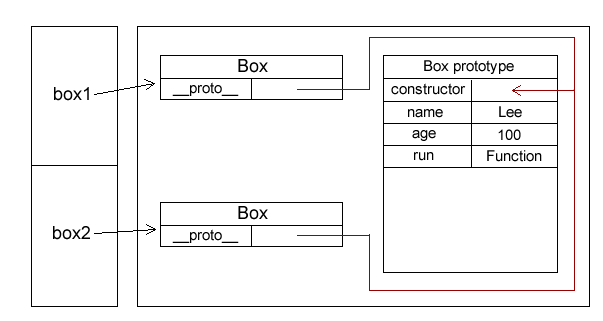 box1
box2
Box
__proto__
Box
__proto__
Box prototype
constructor
name Lee
age 100
run Function